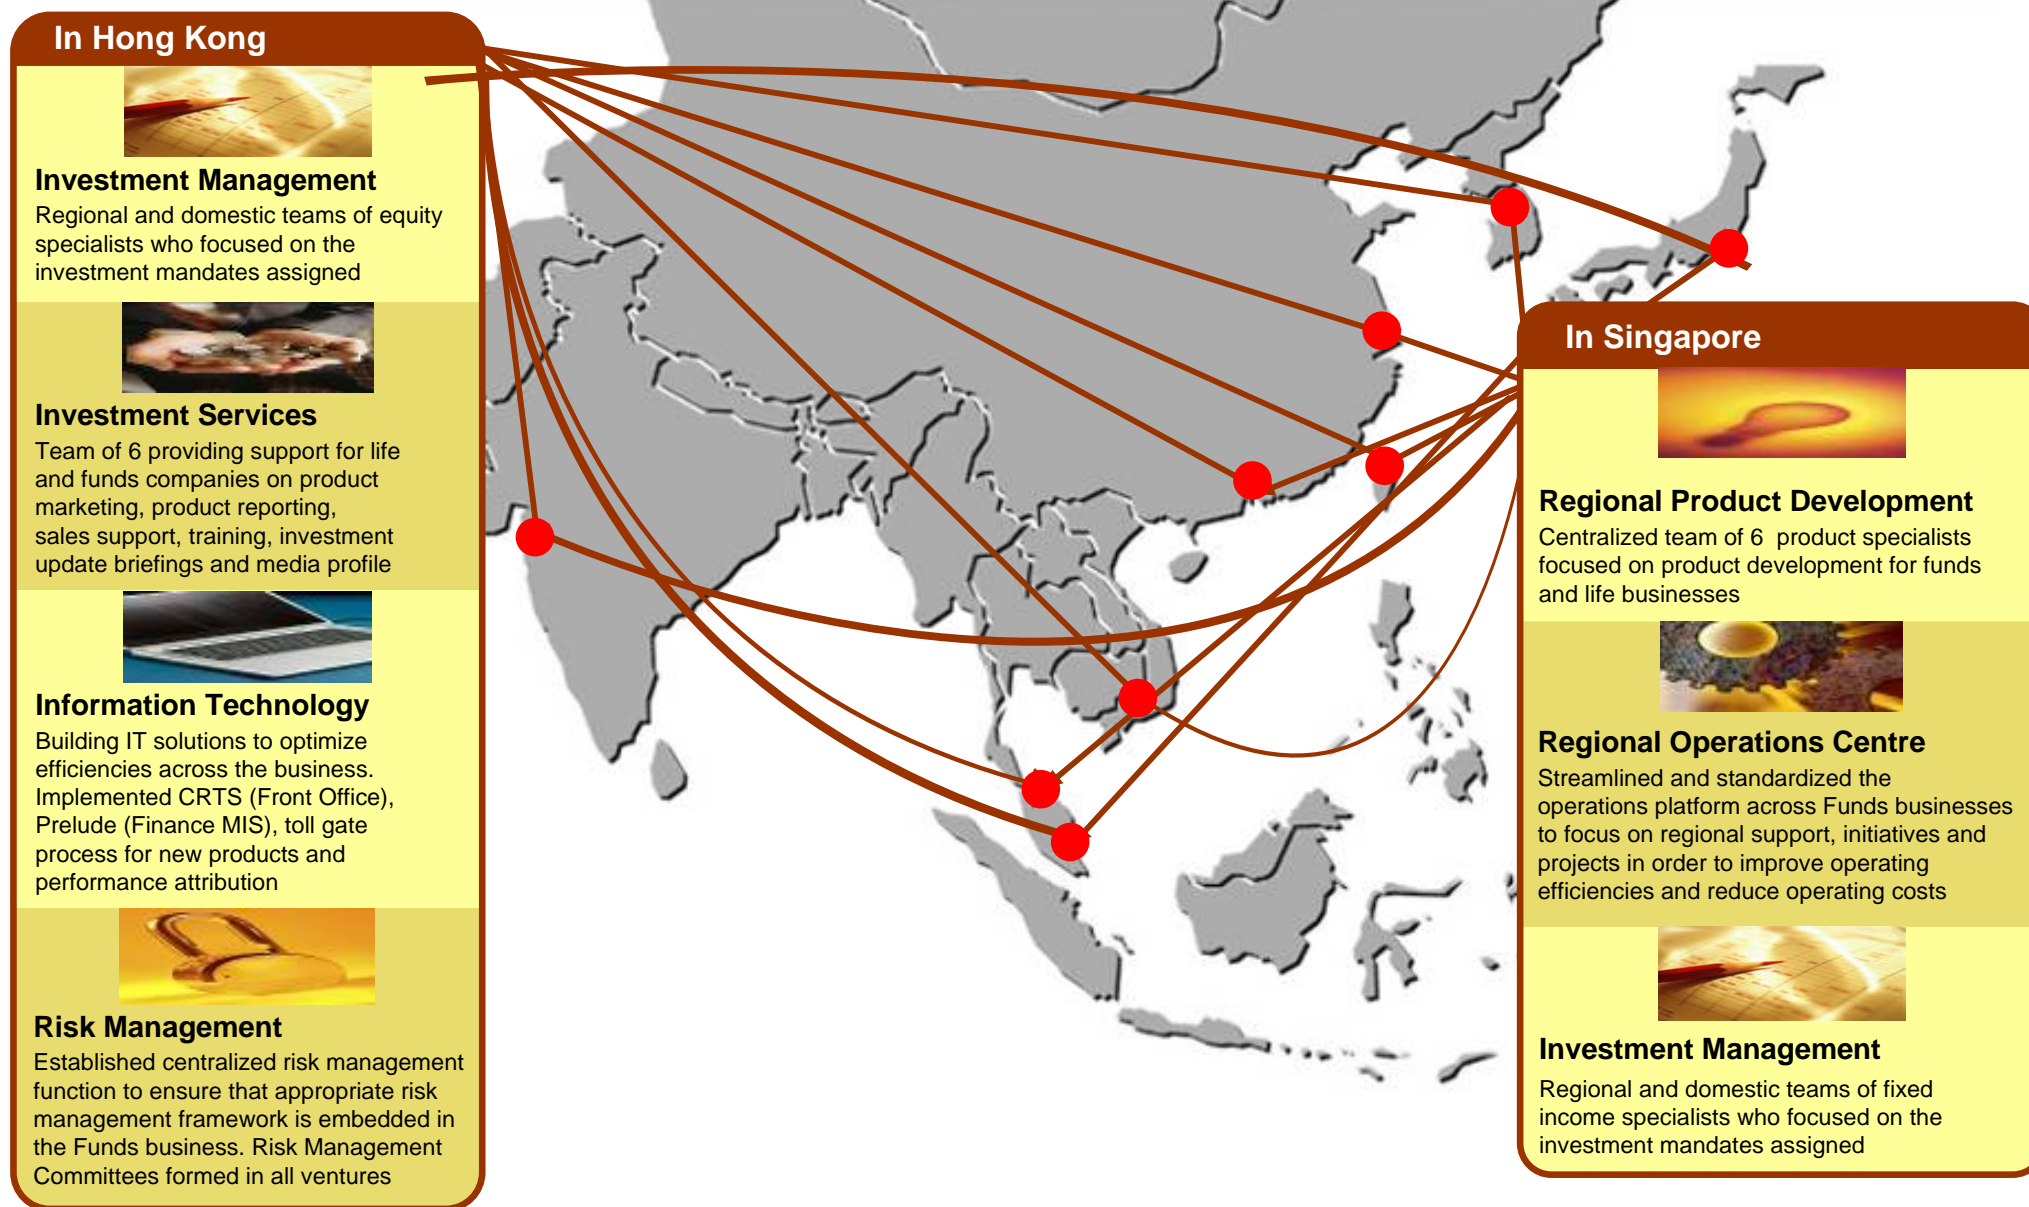 In Hong Kong
Investment Management
Regional and domestic teams of equity
specialists who focused on the
investment mandates assigned
Investment Services
Team of 6 providing support for life
and funds companies on product
marketing, product reporting,
sales support, training, investment
update briefings and media profile
Information Technology
Building IT solutions to optimize
efficiencies across the business.
Implemented CRTS (Front Office),
Prelude (Finance MIS), toll gate
process for new products and
performance attribution
Risk Management
Established centralized risk management
function to ensure that appropriate risk
management framework is embedded in
the Funds business. Risk Management
Committees formed in all ventures
In Singapore
Regional Product Development
Centralized team of 6  product specialists
focused on product development for funds
and life businesses
Regional Operations Centre
Streamlined and standardized the
operations platform across Funds businesses
to focus on regional support, initiatives and
projects in order to improve operating
efficiencies and reduce operating costs
Investment Management
Regional and domestic teams of fixed
income specialists who focused on the
investment mandates assigned